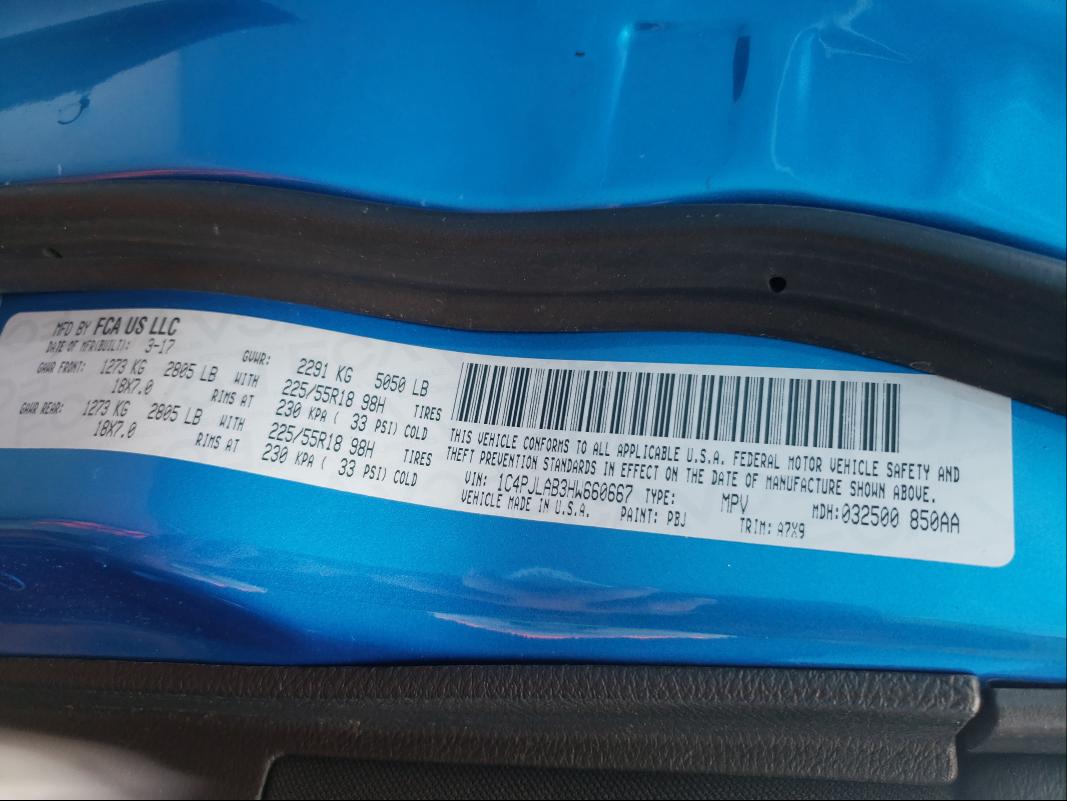 MFD BY FCA US LLC
DATE OF MFR(BUILT): 3-17 GVWR: 2291 KG 5050 LB
GAWR FRONT: 1273 KG 2805 LB WITH 225/55R18 98H TIRES
18X7.0 RIMS AT 230 KPA ( 33 PSI) COLD
GAWR REAR: 1273 KG 2805 LB WITH 225/55R18 98H TIRES
18X7.0 RIMS AT 230 KPA ( 33 PSI) COLD
THIS VEHICLE CONFORMS TO ALL APPLICABLE U.S.A. FEDERAL MOTOR VEHICLE SAFETY AND
THEFT PREVENTION STANDARDS IN EFFECT ON THE DATE OF MANUFACTURE SHOWN ABOVE.
VIN: 1C4PJLAB3HW660667 TYPE: MPV MDH:032500 850AA
VEHICLE MADE IN U.S.A. PAINT: PBJ TRIM: A7X9